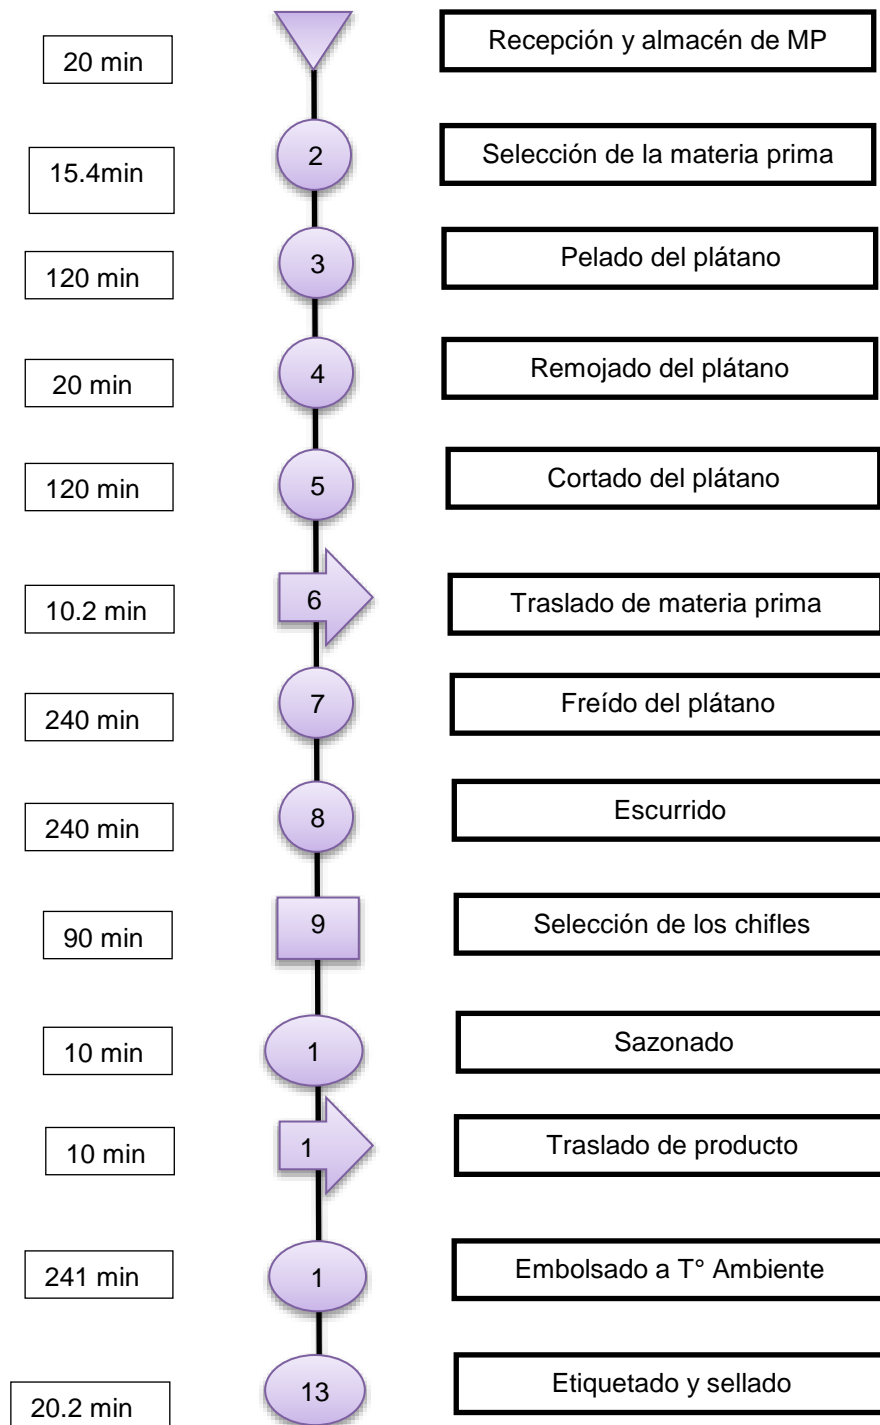 20 min
Recepción y almacén de MP
15.4min
2
Selección de la materia prima
120 min
3
Pelado del plátano
20 min
4
Remojado del plátano
120 min
5
Cortado del plátano
10.2 min
6
Traslado de materia prima
240 min
7
Freído del plátano
240 min
8
Escurrido
90 min
9
Selección de los chifles
10 min
1
Sazonado
10 min
1
Traslado de producto
241 min
1
Embolsado a T° Ambiente
20.2 min
13
Etiquetado y sellado